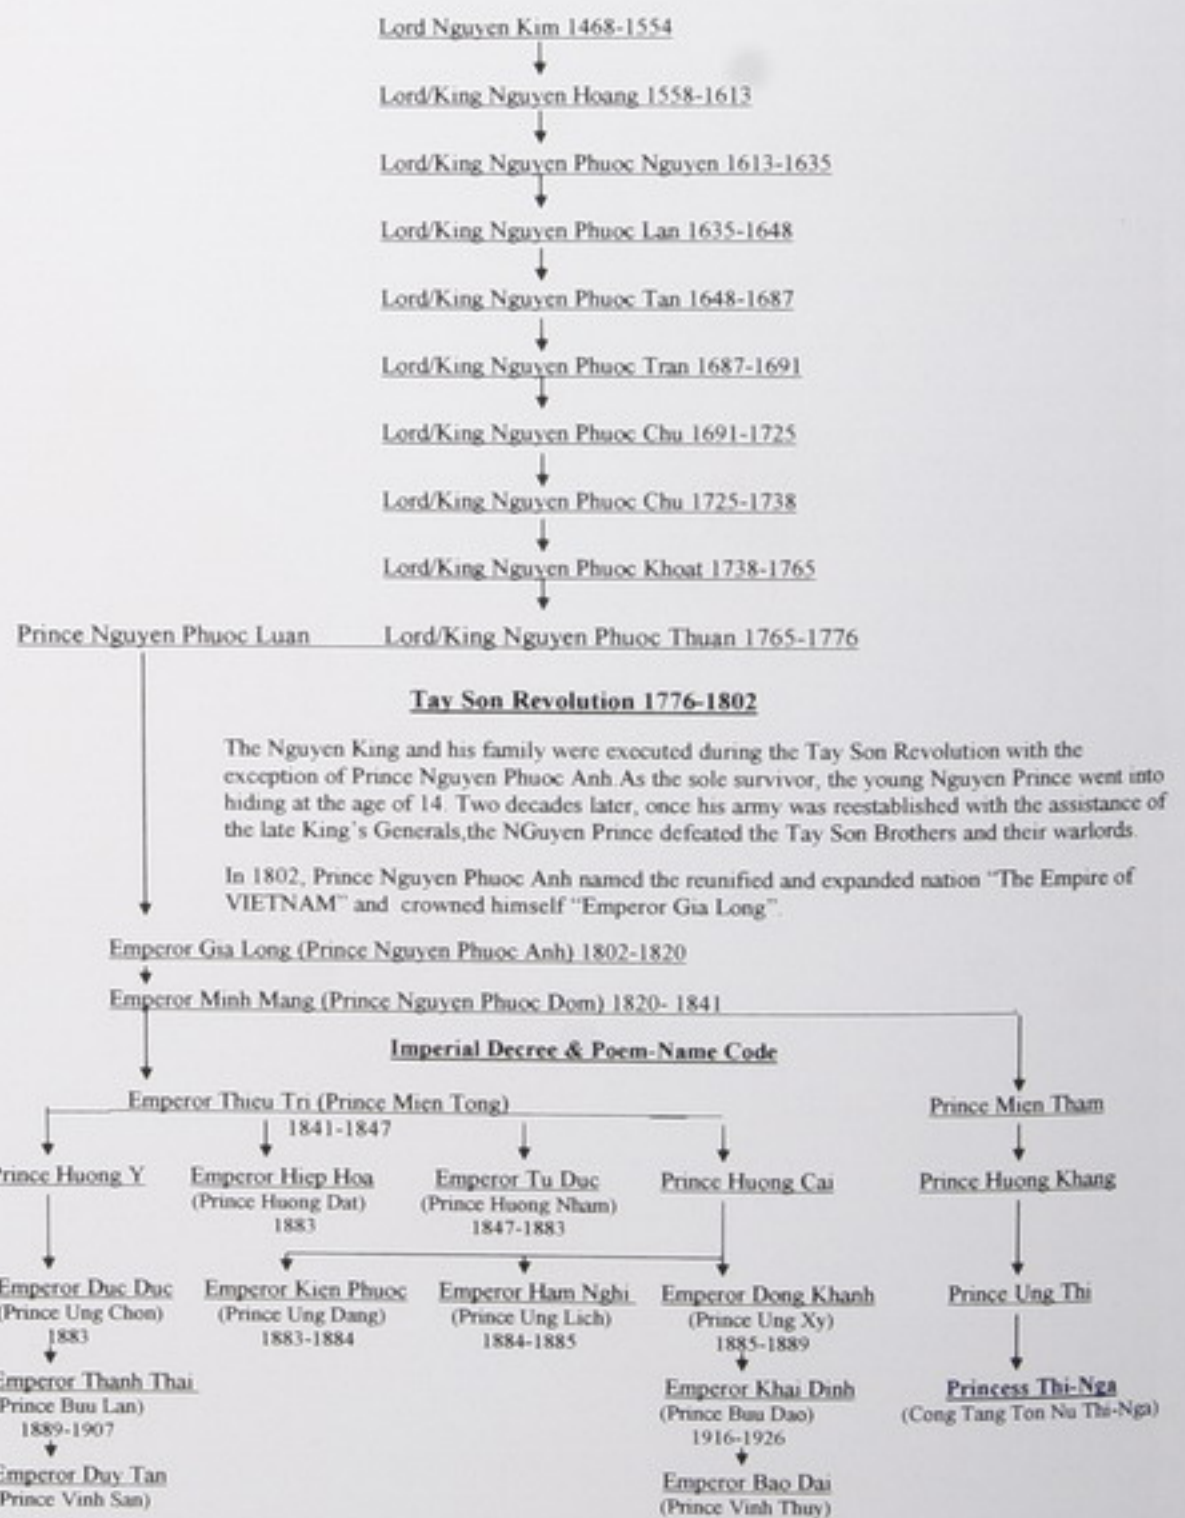 Lord Nguyen Kim 1468-1554
Lord/King Nguyen Hoang 1558-1613
Lord/King Nguyen Phuoc Nguyen 1613-1635
Lord/King Nguyen Phuoc Lan 1635-1648
Lord/King Nguyen Phuoc Tan 1648-1687
Lord/King Nguyen Phuoc Tran 1687-1691
Lord/King Nguyen Phuoc Chu 1691-1725
Lord/King Nguyen Phuoc Chu 1725-1738
Lord/King Nguyen Phuoc Khoat 1738-1765
Prince Nguyen Phuoc Luan Lord/King Nguyen Phuoc Thuan 1765-1776
Tay Son Revolution 1776-1802
The Nguyen King and his family were executed during the Tay Son Revolution with the
exception of Prince Nguyen Phuoc Anh.As the sole survivor, the young Nguyen Prince went into
hiding at the age of 14. Two decades later, once his army was reestablished with the assistance of
the late King's Generals,the NGuyen Prince defeated the Tay Son Brothers and their warlords.
In 1802, Prince Nguyen Phuoc Anh named the reunified and expanded nation "The Empire of
VIETNAM" and crowned himself "Emperor Gia Long".
Emperor Gia Long (Prince Nguyen Phuoc Anh) 1802-1820
Emperor Minh Mang (Prince Nguyen Phuoc Dom) 1820- 1841
Imperial Decree & Poem-Name Code
Emperor Thieu Tri (Prince Mien Tong) Prince Mien Tham
1841-1847
Prince Huong Y Emperor Hiep Hoa Emperor Tu Duc Prince Huong Cai Prince Huong Khang
(Prince Huong Dat) (Prince Huong Nham)
1883 1847-1883
Emperor Duc Duc Emperor Kien Phuoc Emperor Ham Nghi Emperor Dong Khanh Prince Ung Thi
(Prince Ung Chon) (Prince Ung Dang) (Prince Ung Lich) (Prince Ung Xy)
1883 1883-1884 1884-1885 1885-1889
Emperor Thanh Thai Emperor Khai Dinh Princess Thi-Nga
(Prince Buu Lan) (Prince Buu Dao) (Cong Tang Ton Nu Thi-Nga)
1889-1907 1916-1926
Emperor Duy Tan Emperor Bao Dai
(Prince Vinh San) (Prince Vinh Thuy)